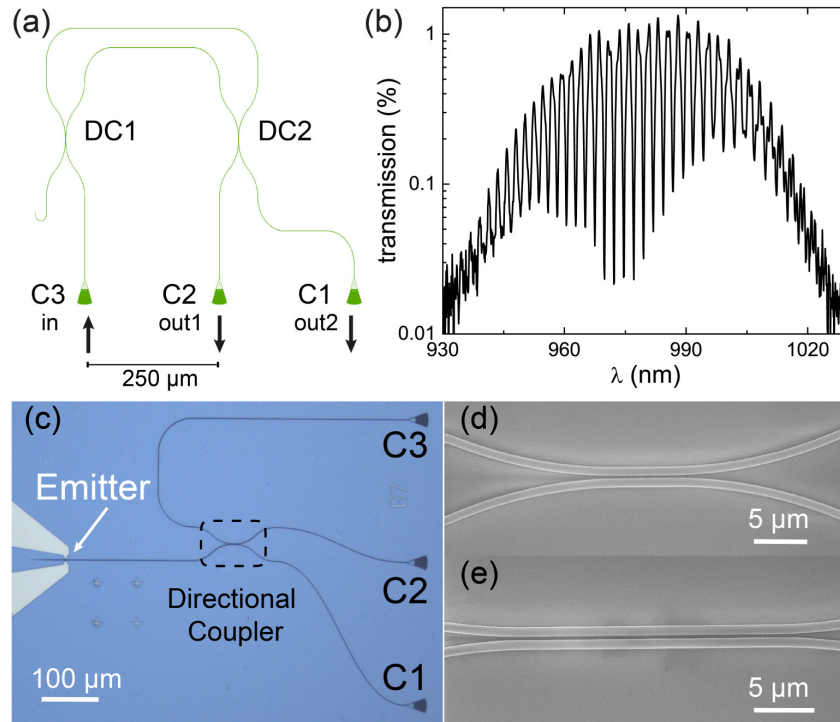 (a)
DC1
DC2
C3
in
C2
out1
C1
out2
250 µm
(b)
transmission (%)
1
0.1
0.01
930
960
990
1020
λ (nm)
(c)
C3
G7
Emitter
C2
Directional
Coupler
C1
100 µm
(d)
5 µm
(e)
5 µm